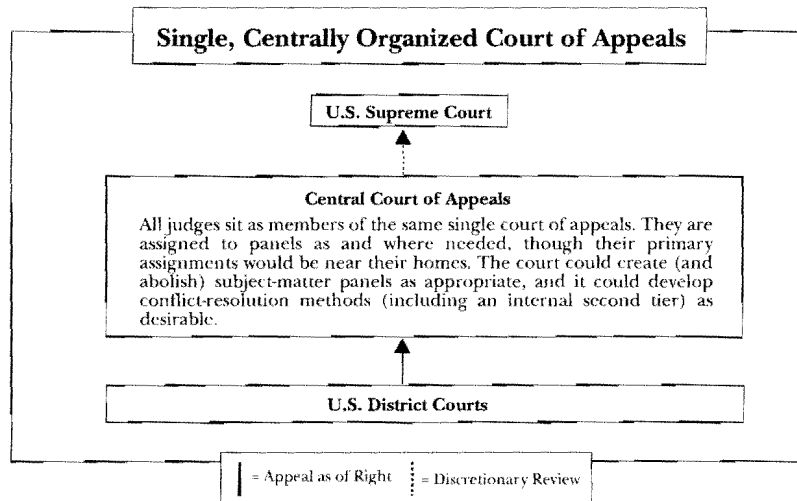 Single, Centrally Organized Court of Appeals
U.S. Supreme Court
Central Court of Appeals
All judges sit as members of the same single court of appeals. They are
assigned to panels as and where needed, though their primary
assignments would be near their homes. The court could create (and
abolish) subject-matter panels as appropriate, and it could develop
conflict-resolution methods (including an internal second tier) as
desirable.
U.S. District Courts
= Appeal as of Right = Discretionary Review